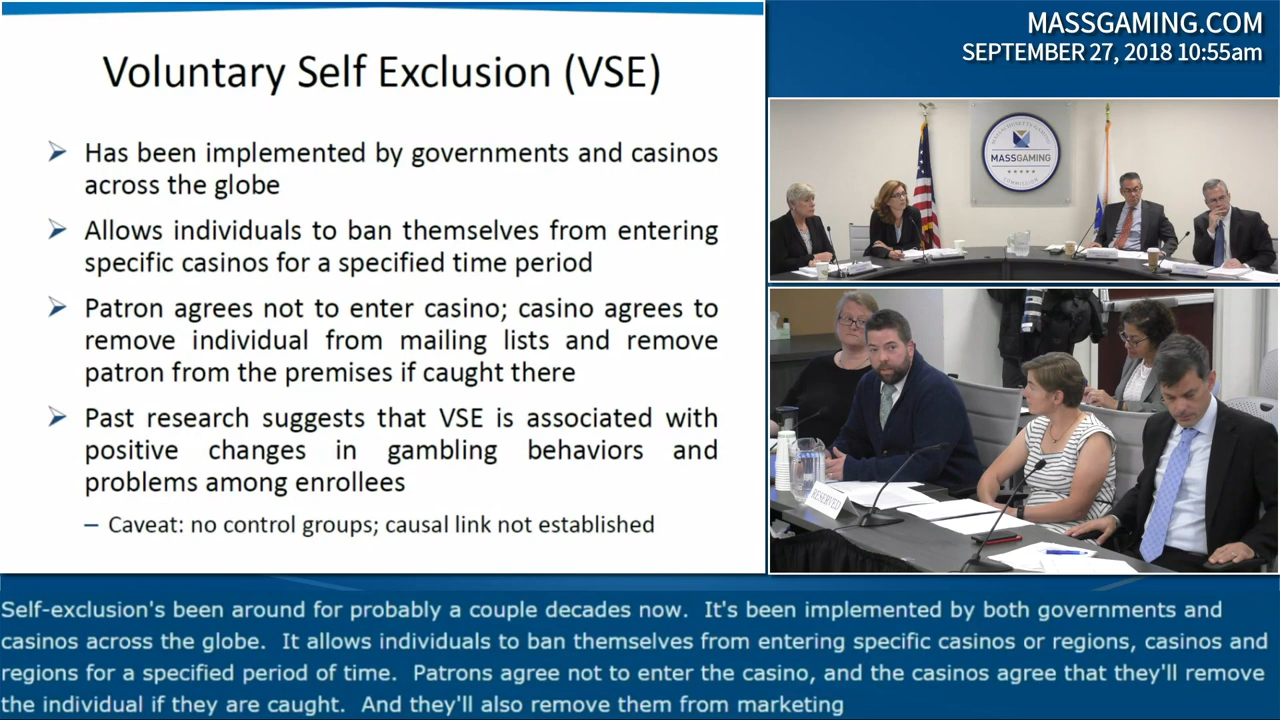 Voluntary Self Exclusion (VSE)
Has been implemented by governments and casinos
across the globe
Allows individuals to ban themselves from entering
specific casinos for a specified time period
Patron agrees not to enter casino; casino agrees to
remove individual from mailing lists and remove
patron from the premises if caught there
Past research suggests that VSE is associated with
positive changes in gambling behaviors and
problems among enrollees
– Caveat: no control groups; causal link not established
MASSGAMING.COM
SEPTEMBER 27, 2018 10:55am
MASSACHUSETTS GAMING
MASSGAMING
COMMISSION
RESERVED
Self-exclusion's been around for probably a couple decades now. It's been implemented by both governments and
casinos across the globe. It allows individuals to ban themselves from entering specific casinos or regions, casinos and
regions for a specified period of time. Patrons agree not to enter the casino, and the casinos agree that they'll remove
the individual if they are caught. And they'll also remove them from marketing